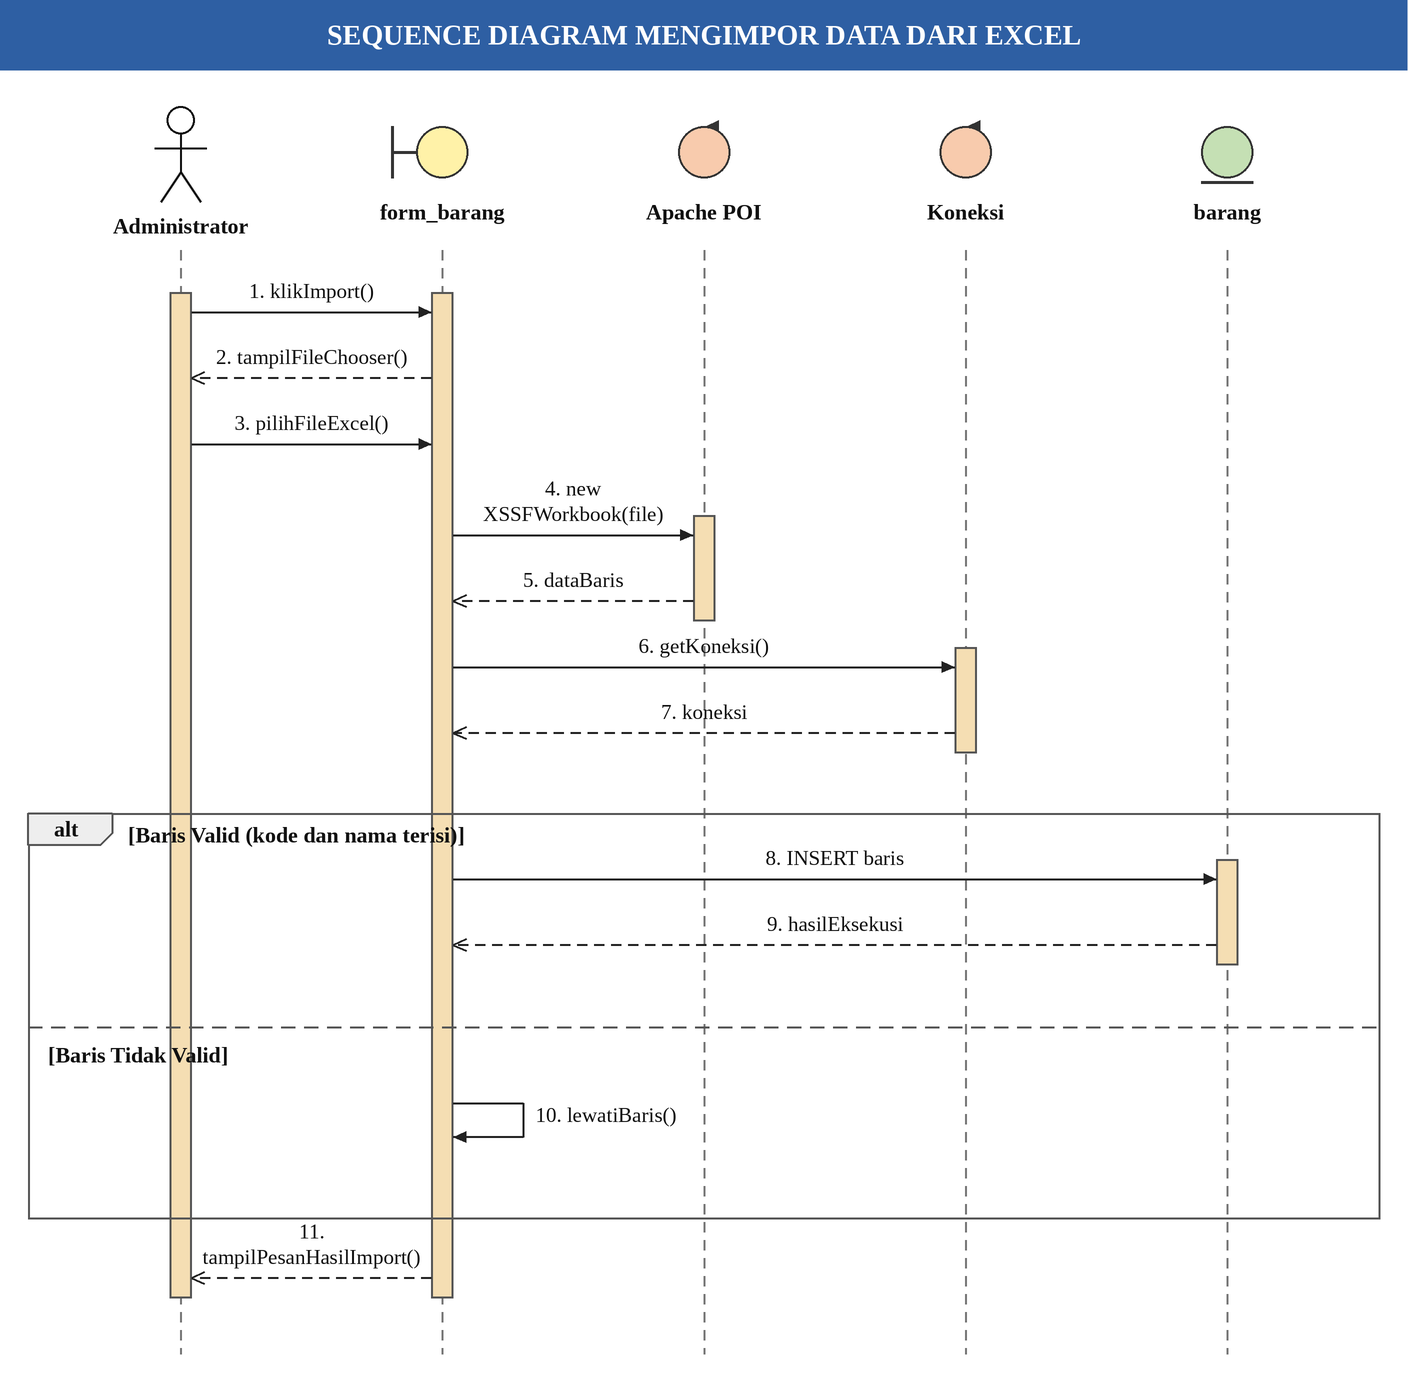 SEQUENCE DIAGRAM MENGIMPOR DATA DARI EXCEL
Administrator
form_barang
Apache POI
Koneksi
barang
1. klikImport()
2. tampilFileChooser()
3. pilihFileExcel()
4. new
XSSFWorkbook(file)
5. dataBaris
6. getKoneksi()
7. koneksi
alt
[Baris Valid (kode dan nama terisi)]
8. INSERT baris
9. hasilEksekusi
[Baris Tidak Valid]
10. lewatiBaris()
11.
tampilPesanHasilImport()